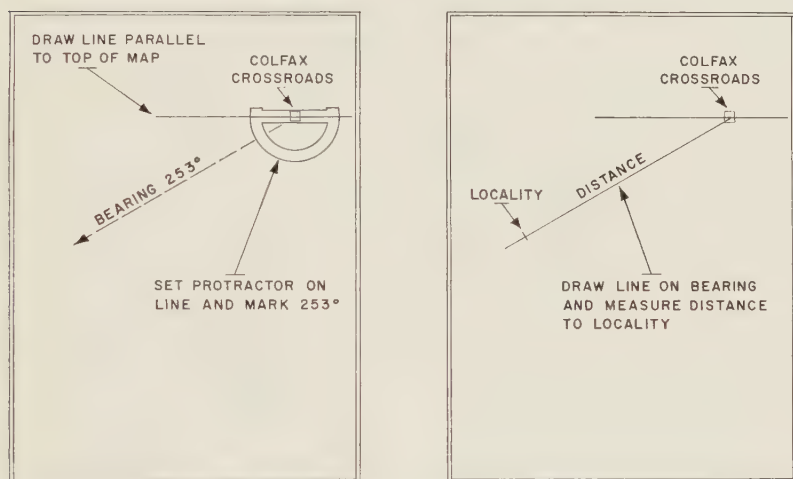 DRAW LINE PARALLEL
TO TOP OF MAP
COLFAX
CROSSROADS
BEARING 253°
SET PROTRACTOR ON
LINE AND MARK 253°
COLFAX
CROSSROADS
DISTANCE
LOCALITY
DRAW LINE ON BEARING
AND MEASURE DISTANCE
TO LOCALITY